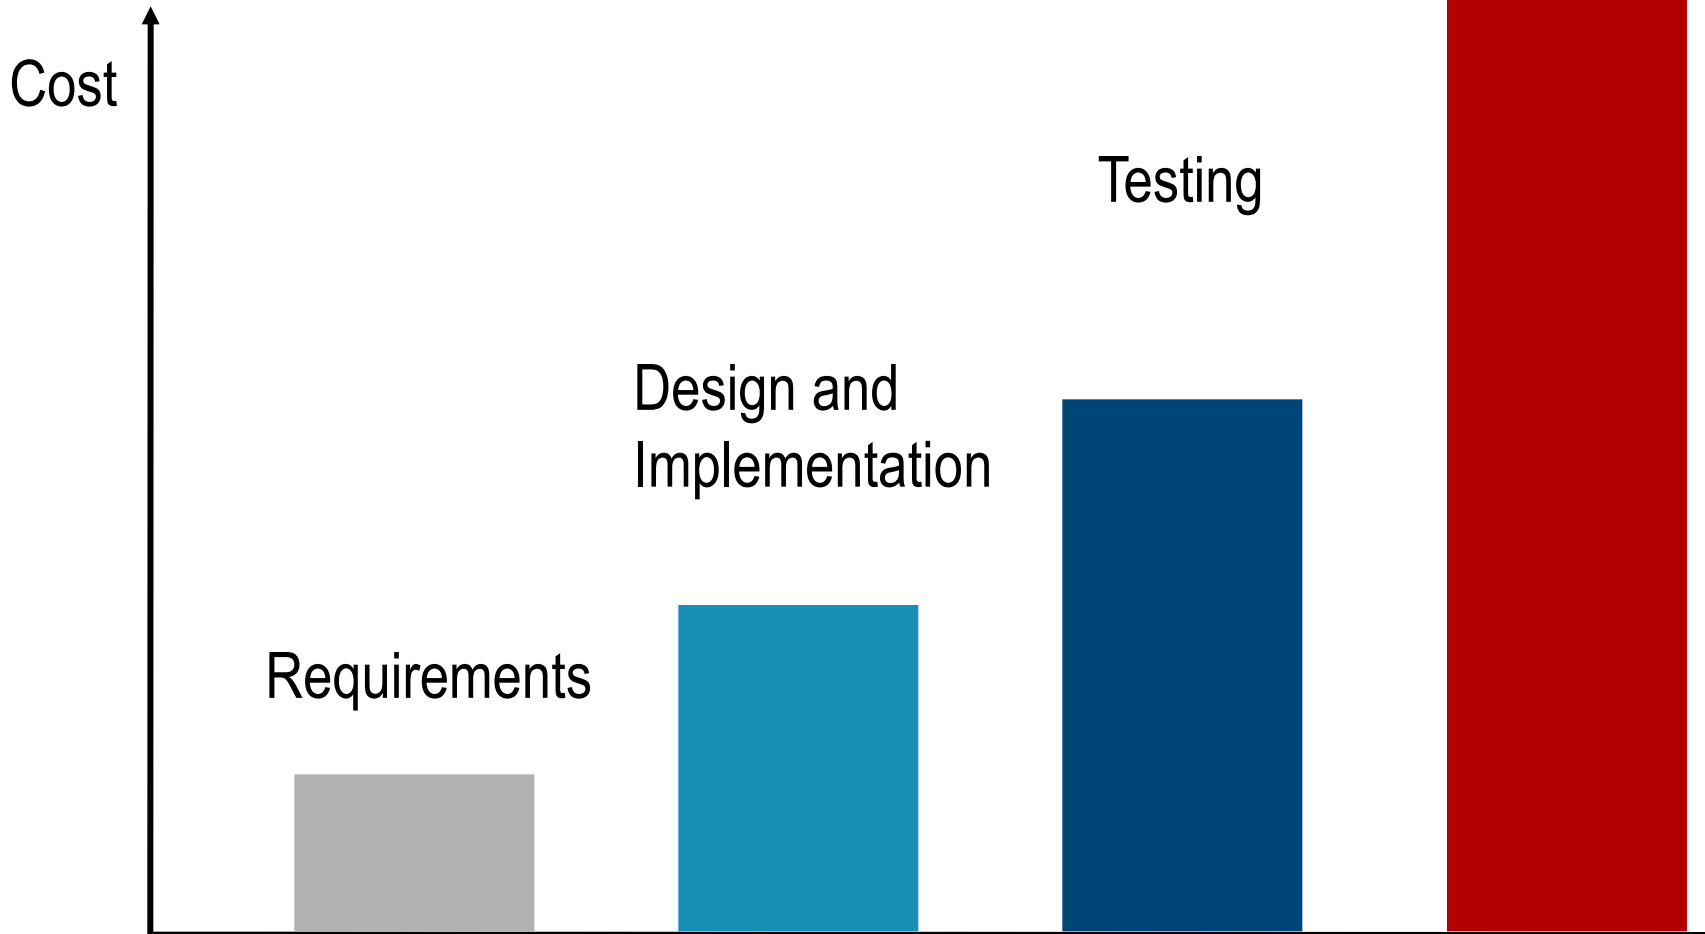 Cost
Testing
Design and
Implementation
Requirements